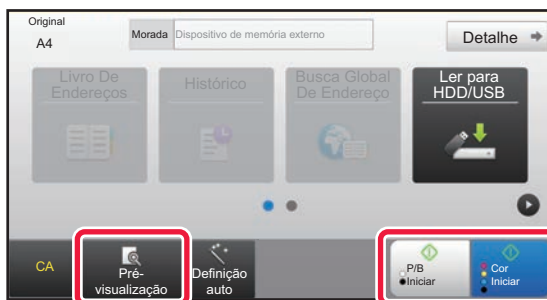 Original
A4
Morada Dispositivo de memória externo
Detalhe
Livro De
Endereços
Histórico
Busca Global
De Endereço
Ler para
HDD/USB
CA
Pré-
visualização
Definição
auto
P/B
Iniciar
Cor
Iniciar